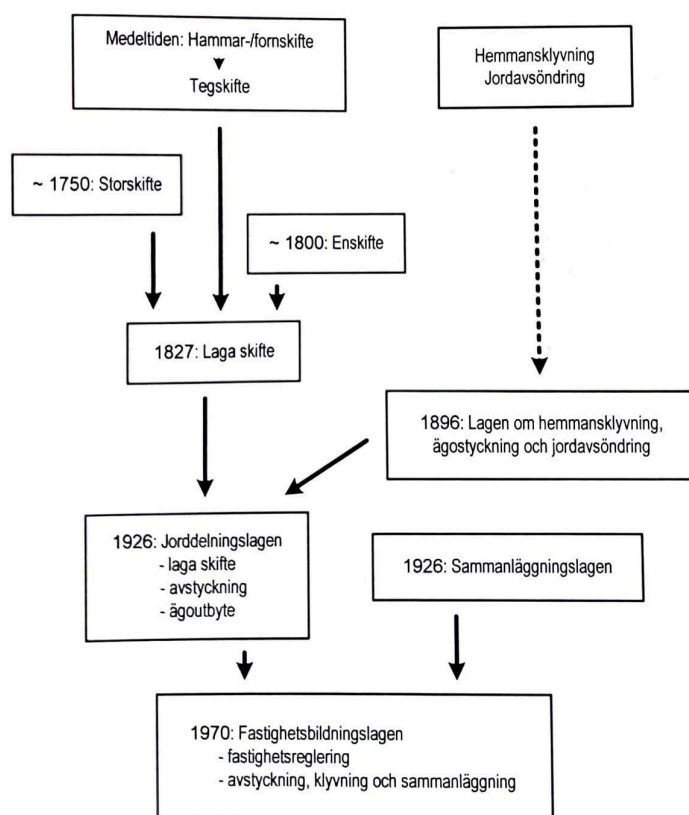 Medeltiden: Hammar-/fornskifte
Tegskifte
Hemmansklyvning
Jordavsöndring
~ 1750: Storskifte
~ 1800: Enskifte
1827: Laga skifte
1896: Lagen om hemmansklyvning,
ägostyckning och jordavsöndring
1926: Jorddelningslagen
- laga skifte
- avstyckning
- ägoutbyte
1926: Sammanläggningslagen
1970: Fastighetsbildningslagen
- fastighetsreglering
- avstyckning, klyvning och sammanläggning